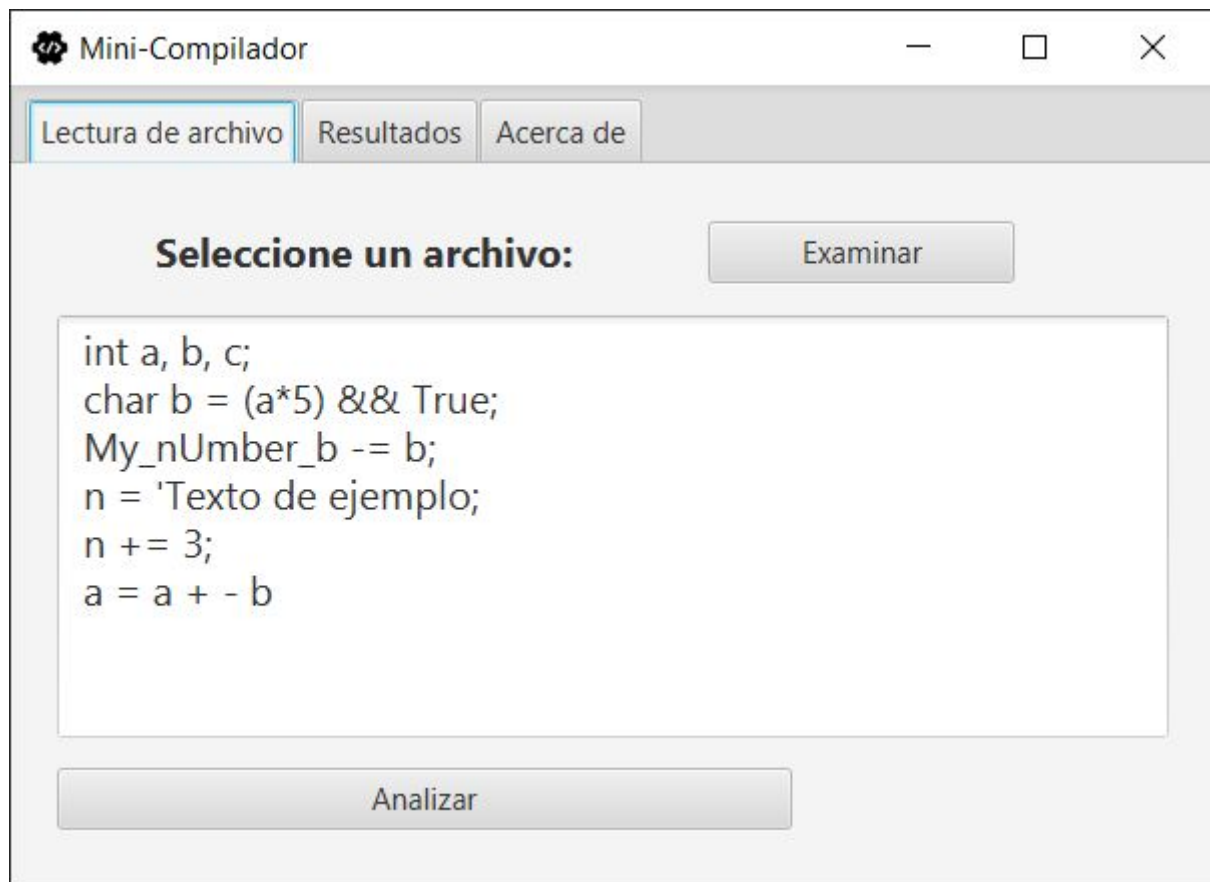 Mini-Compilador
Lectura de archivo Resultados Acerca de
Seleccione un archivo: Examinar
int a, b, c;
char b = (a*5) && True;
My_nUmber_b -= b;
n = 'Texto de ejemplo;
n += 3;
a = a + - b
Analizar